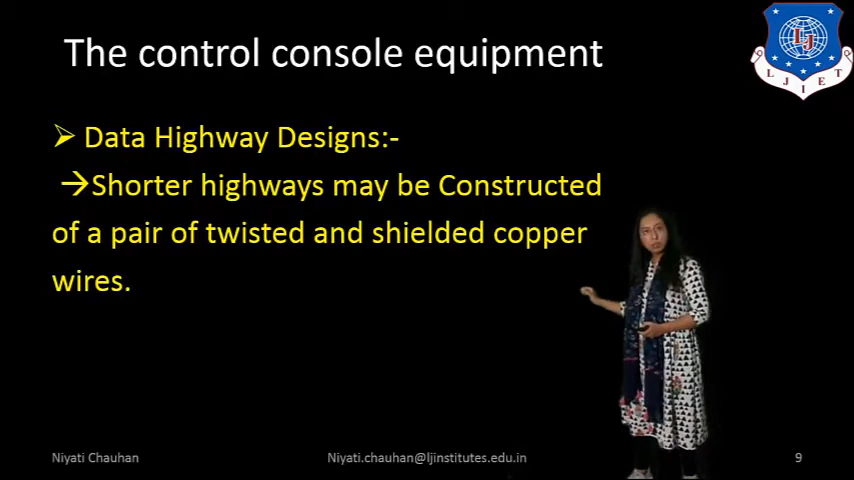 The control console equipment
LJ
LJIET
➢ Data Highway Designs:-
→Shorter highways may be Constructed
of a pair of twisted and shielded copper
wires.
Niyati Chauhan
Niyati.chauhan@ljinstitutes.edu.in
9